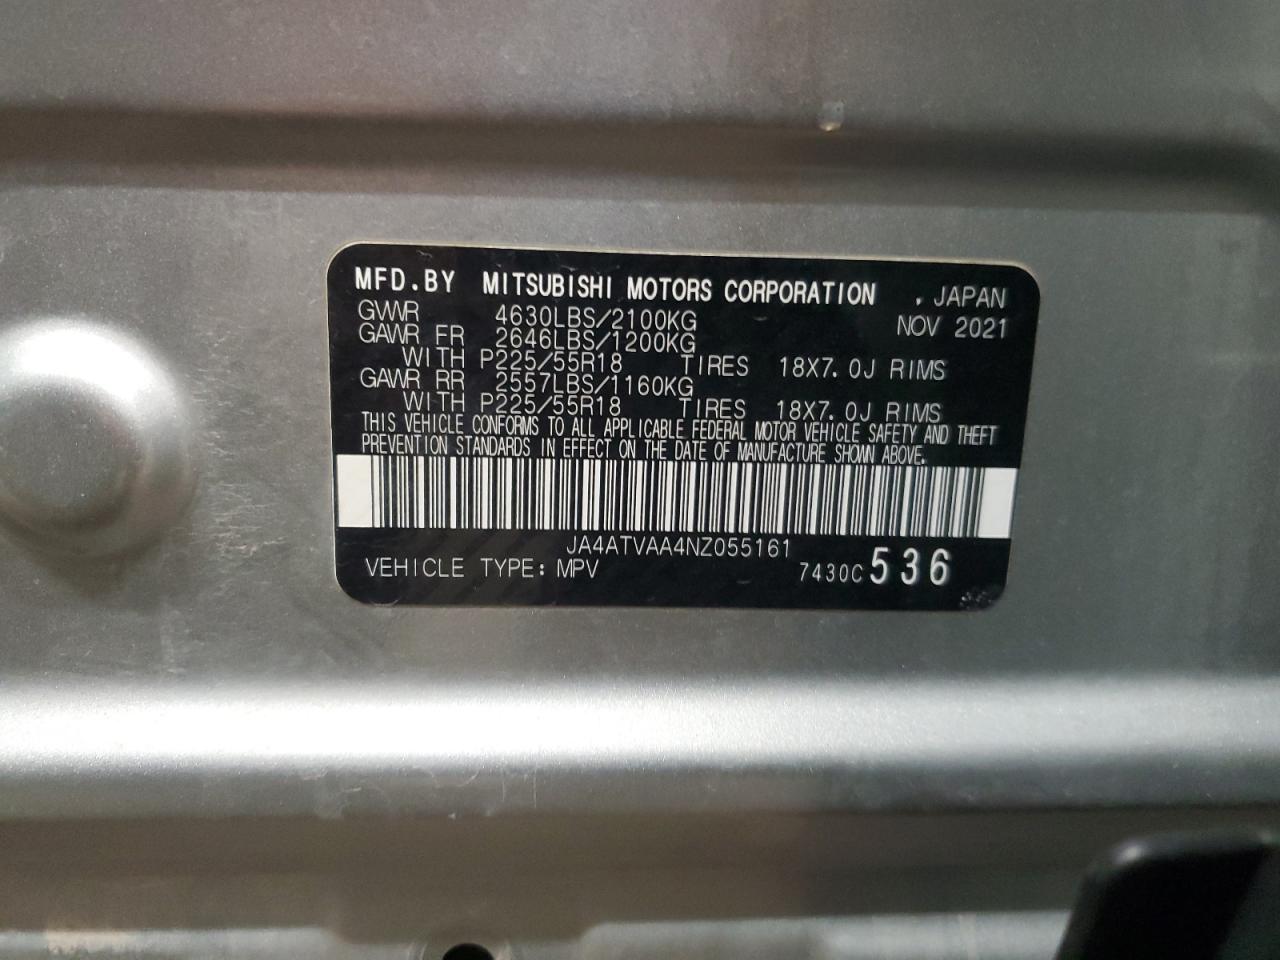 MFD.BY MITSUBISHI MOTORS CORPORATION , JAPAN
GWWR 4630LBS/2100KG NOV 2021
GAWR FR 2646LBS/1200KG
WITH P225/55R18 TIRES 18X7.0J RIMS
GAWR RR 2557LBS/1160KG
WITH P225/55R18 TIRES 18X7.0J RIMS
THIS VEHICLE CONFORMS TO ALL APPLICABLE FEDERAL MOTOR VEHICLE SAFETY AND THEFT
PREVENTION STANDARDS IN EFFECT ON THE DATE OF MANUFACTURE SHOWN ABOVE.
JA4ATVAA4NZ055161
VEHICLE TYPE: MPV 7430C 536